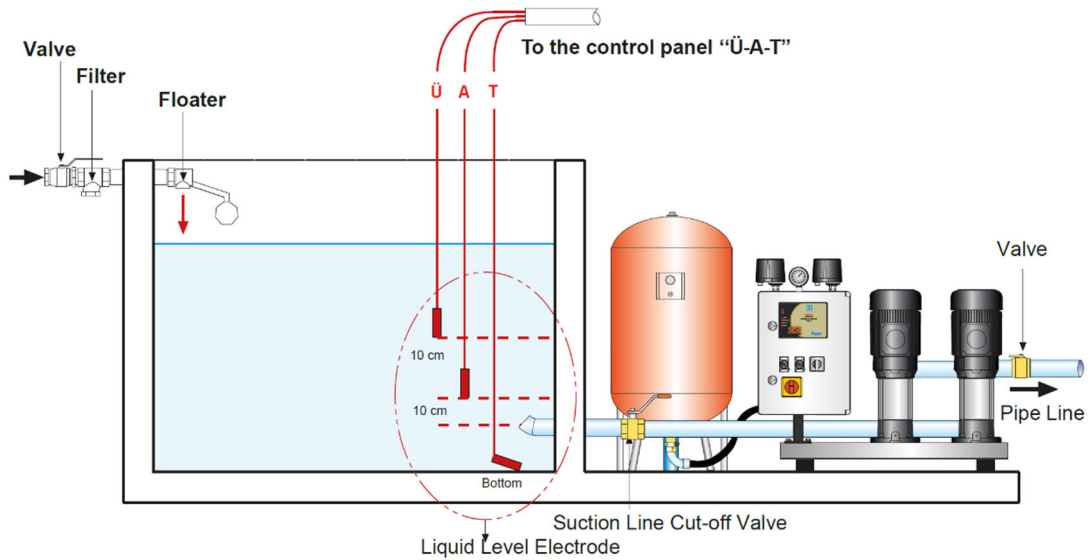 To the control panel “Ü-A-T”
Valve
Filter
Floater
Ü A T
Valve
10 cm
10 cm
Pipe Line
Bottom
Suction Line Cut-off Valve
Liquid Level Electrode